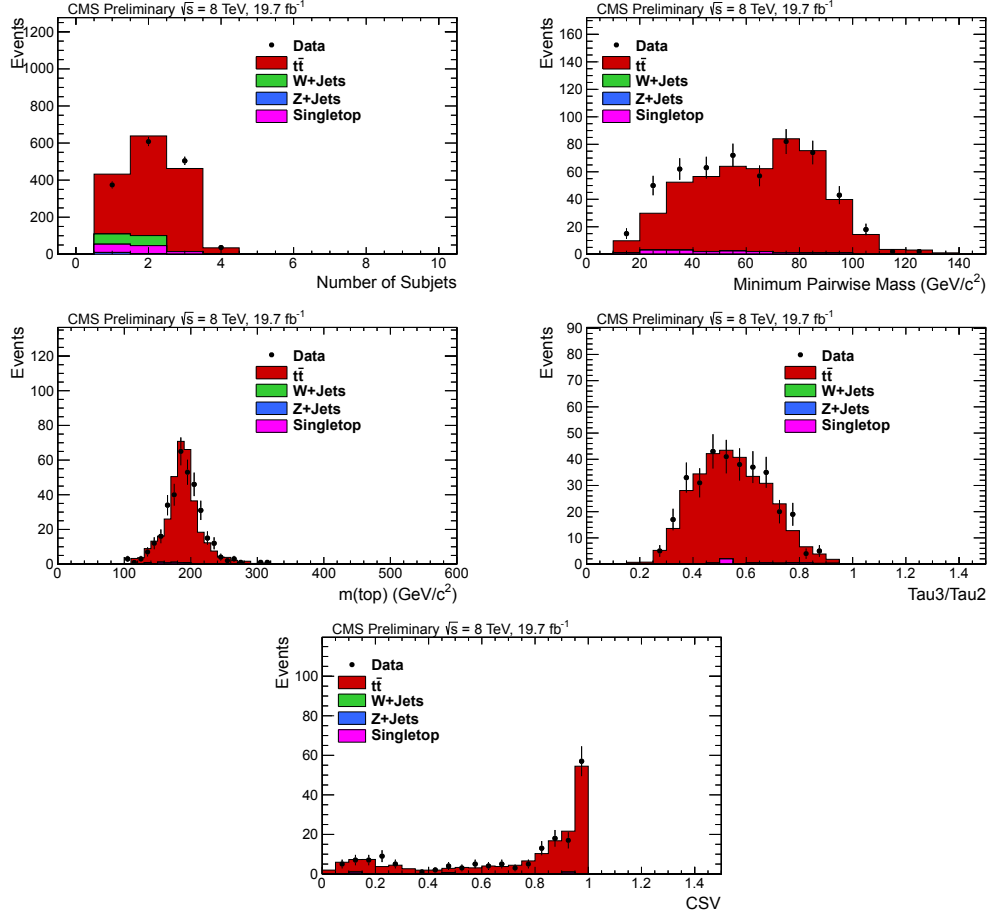 CMS Preliminary √s = 8 TeV, 19.7 fb⁻¹
Events
1200
1000
800
600
400
200
0
Data
tt̄
W+Jets
Z+Jets
Singletop
0 2 4 6 8 10
Number of Subjets
CMS Preliminary √s = 8 TeV, 19.7 fb⁻¹
Events
160
140
120
100
80
60
40
20
0
Data
tt̄
W+Jets
Z+Jets
Singletop
0 20 40 60 80 100 120 140
Minimum Pairwise Mass (GeV/c²)
CMS Preliminary √s = 8 TeV, 19.7 fb⁻¹
Events
120
100
80
60
40
20
0
Data
tt̄
W+Jets
Z+Jets
Singletop
0 100 200 300 400 500 600
m(top) (GeV/c²)
CMS Preliminary √s = 8 TeV, 19.7 fb⁻¹
Events
90
80
70
60
50
40
30
20
10
0
Data
tt̄
W+Jets
Z+Jets
Singletop
0 0.2 0.4 0.6 0.8 1 1.2 1.4
Tau3/Tau2
CMS Preliminary √s = 8 TeV, 19.7 fb⁻¹
Events
100
80
60
40
20
0
Data
tt̄
W+Jets
Z+Jets
Singletop
0 0.2 0.4 0.6 0.8 1 1.2 1.4
CSV